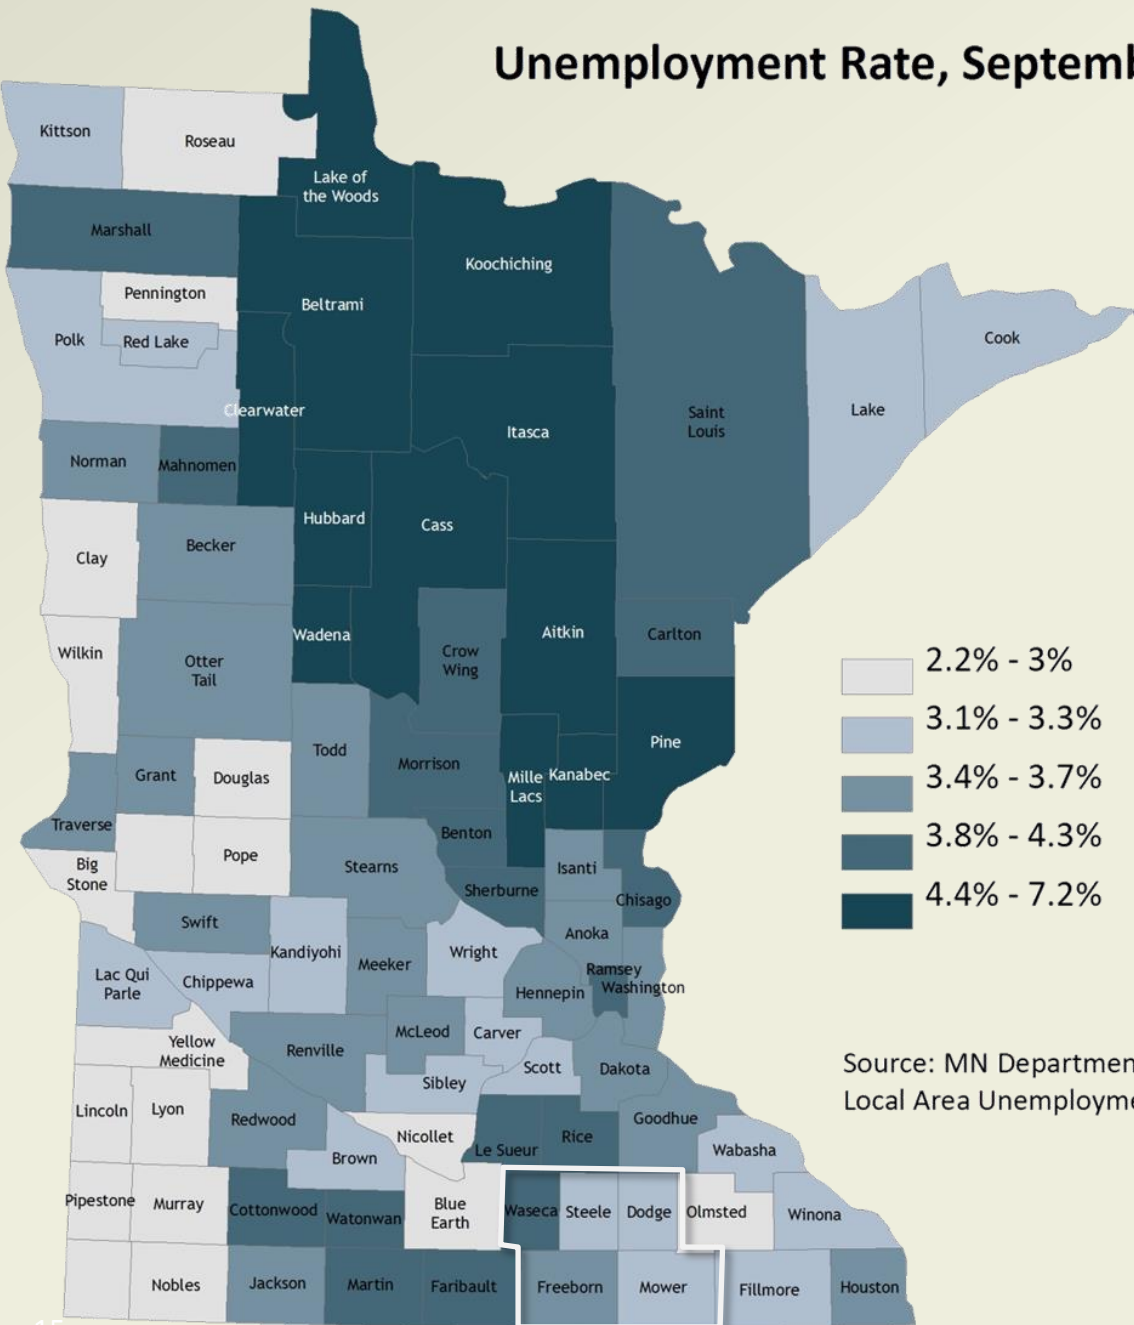 Unemployment Rate, Septemb
Kittson
Roseau
Lake of
the Woods
Marshall
Koochiching
Pennington
Beltrami
Polk
Red Lake
Cook
Clearwater
Lake
Saint
Louis
Itasca
Norman
Mahnomen
Hubbard
Cass
Becker
Clay
Wadena
Aitkin
Carlton
Wilkin
Crow
Wing
Otter
Tail
2.2% - 3%
3.1% - 3.3%
3.4% - 3.7%
3.8% - 4.3%
4.4% - 7.2%
Pine
Todd
Morrison
Grant
Douglas
Mille
Lacs
Kanabec
Traverse
Benton
Pope
Big
Stone
Stearns
Isanti
Sherburne
Chisago
Swift
Anoka
Kandiyohi
Wright
Meeker
Ramsey
Lac Qui
Parle
Chippewa
Washington
Hennepin
McLeod
Carver
Yellow
Medicine
Renville
Scott
Dakota
Sibley
Source: MN Departmen
Local Area Unemployme
Lincoln
Lyon
Redwood
Goodhue
Nicollet
Rice
Le Sueur
Wabasha
Brown
Pipestone
Murray
Cottonwood
Watonwan
Blue
Earth
Waseca
Steele
Dodge
Olmsted
Winona
Nobles
Jackson
Martin
Faribault
Freeborn
Mower
Fillmore
Houston
15